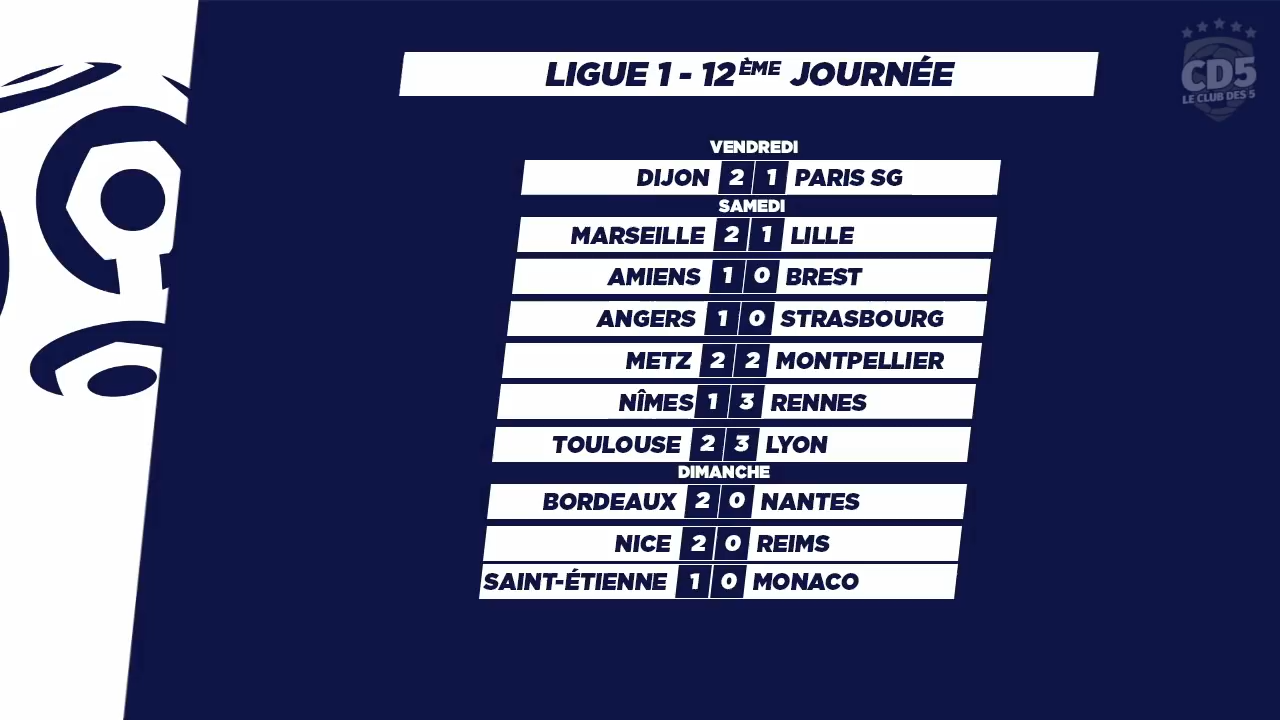 LIGUE 1 - 12ÈME JOURNÉE
CD5
LE CLUB DES 5
VENDREDI
DIJON 2 1 PARIS SG
SAMEDI
MARSEILLE 2 1 LILLE
AMIENS 1 0 BREST
ANGERS 1 0 STRASBOURG
METZ 2 2 MONTPELLIER
NÎMES 1 3 RENNES
TOULOUSE 2 3 LYON
DIMANCHE
BORDEAUX 2 0 NANTES
NICE 2 0 REIMS
SAINT-ÉTIENNE 1 0 MONACO